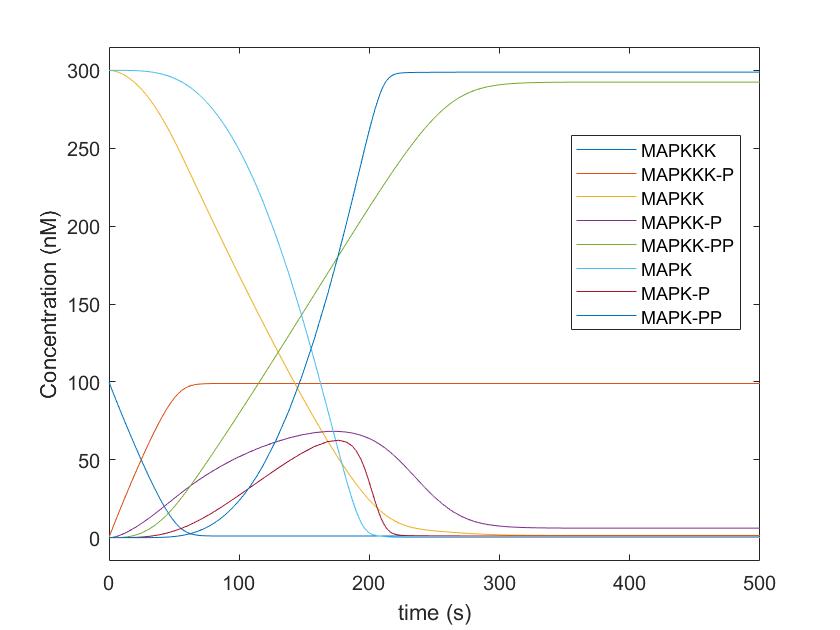 300
250
200
150
100
50
0
Concentration (nM)
MAPKKK
MAPKKK-P
MAPKK
MAPKK-P
MAPKK-PP
MAPK
MAPK-P
MAPK-PP
0 100 200 300 400 500
time (s)